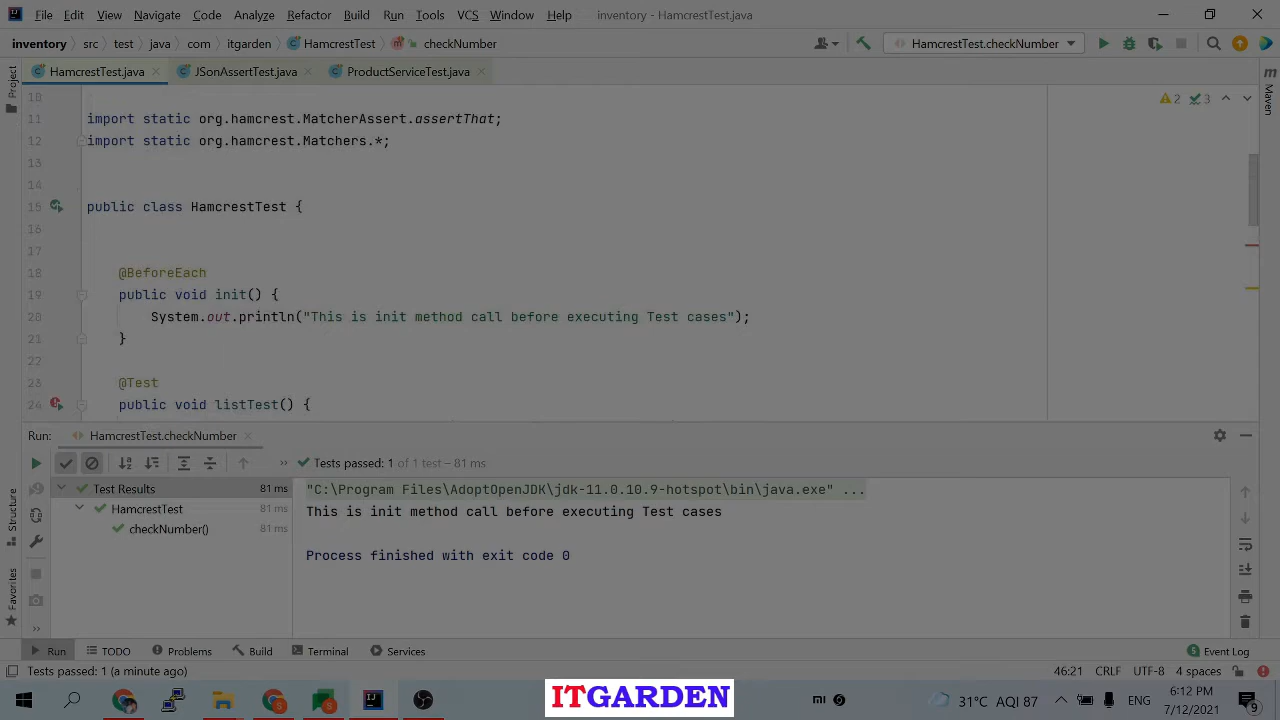 File Edit View Navigate Code Analyze Refactor Build Run Tools VCS Window Help inventory - HamcrestTest.java
inventory src test java com itgarden HamcrestTest checkNumber HamcrestTest.checkNumber
HamcrestTest.java JSonAssertTest.java ProductServiceTest.java
Project
Maven
10
11 import static org.hamcrest.MatcherAssert.assertThat;
12 import static org.hamcrest.Matchers.*;
13
14
15 public class HamcrestTest {
16
17
18 @BeforeEach
19 public void init() {
20 System.out.println("This is init method call before executing Test cases");
21 }
22
23 @Test
24 public void listTest() {
2 3
Run: HamcrestTest.checkNumber
Tests passed: 1 of 1 test – 81 ms
Test Results 81 ms
HamcrestTest 81 ms
checkNumber() 81 ms
"C:\Program Files\AdoptOpenJDK\jdk-11.0.10.9-hotspot\bin\java.exe" ...
This is init method call before executing Test cases
Process finished with exit code 0
Structure
Favorites
Run TODO Problems Build Terminal Services Event Log
Tests passed: 1 (a minute ago) 46:21 CRLF UTF-8 4 spaces
ITGARDEN
31°C AQI 87 ENG 6:12 PM
7/12/2021 9